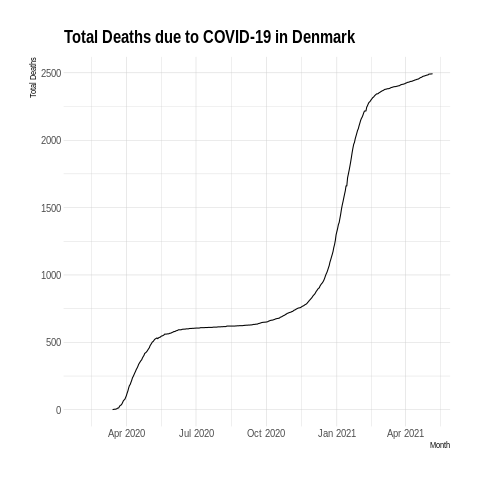 Total Deaths due to COVID-19 in Denmark
Total Deaths
2500
2000
1500
1000
500
0
Apr 2020 Jul 2020 Oct 2020 Jan 2021 Apr 2021
Month